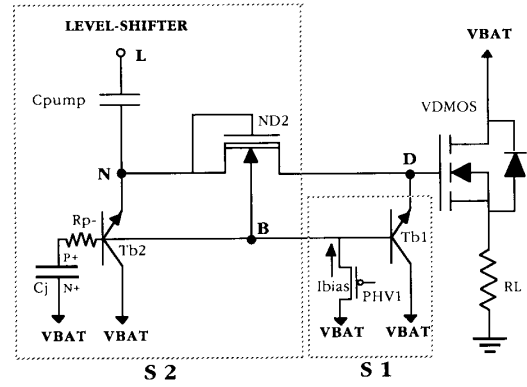 LEVEL-SHIFTER
L
VBAT
Cpump
VDMOS
ND2
N
D
Rp-
B
P+
Tb2
Tb1
Cj
N+
Ibias
PHV1
RL
VBAT
VBAT
VBAT
VBAT
S 2
S 1